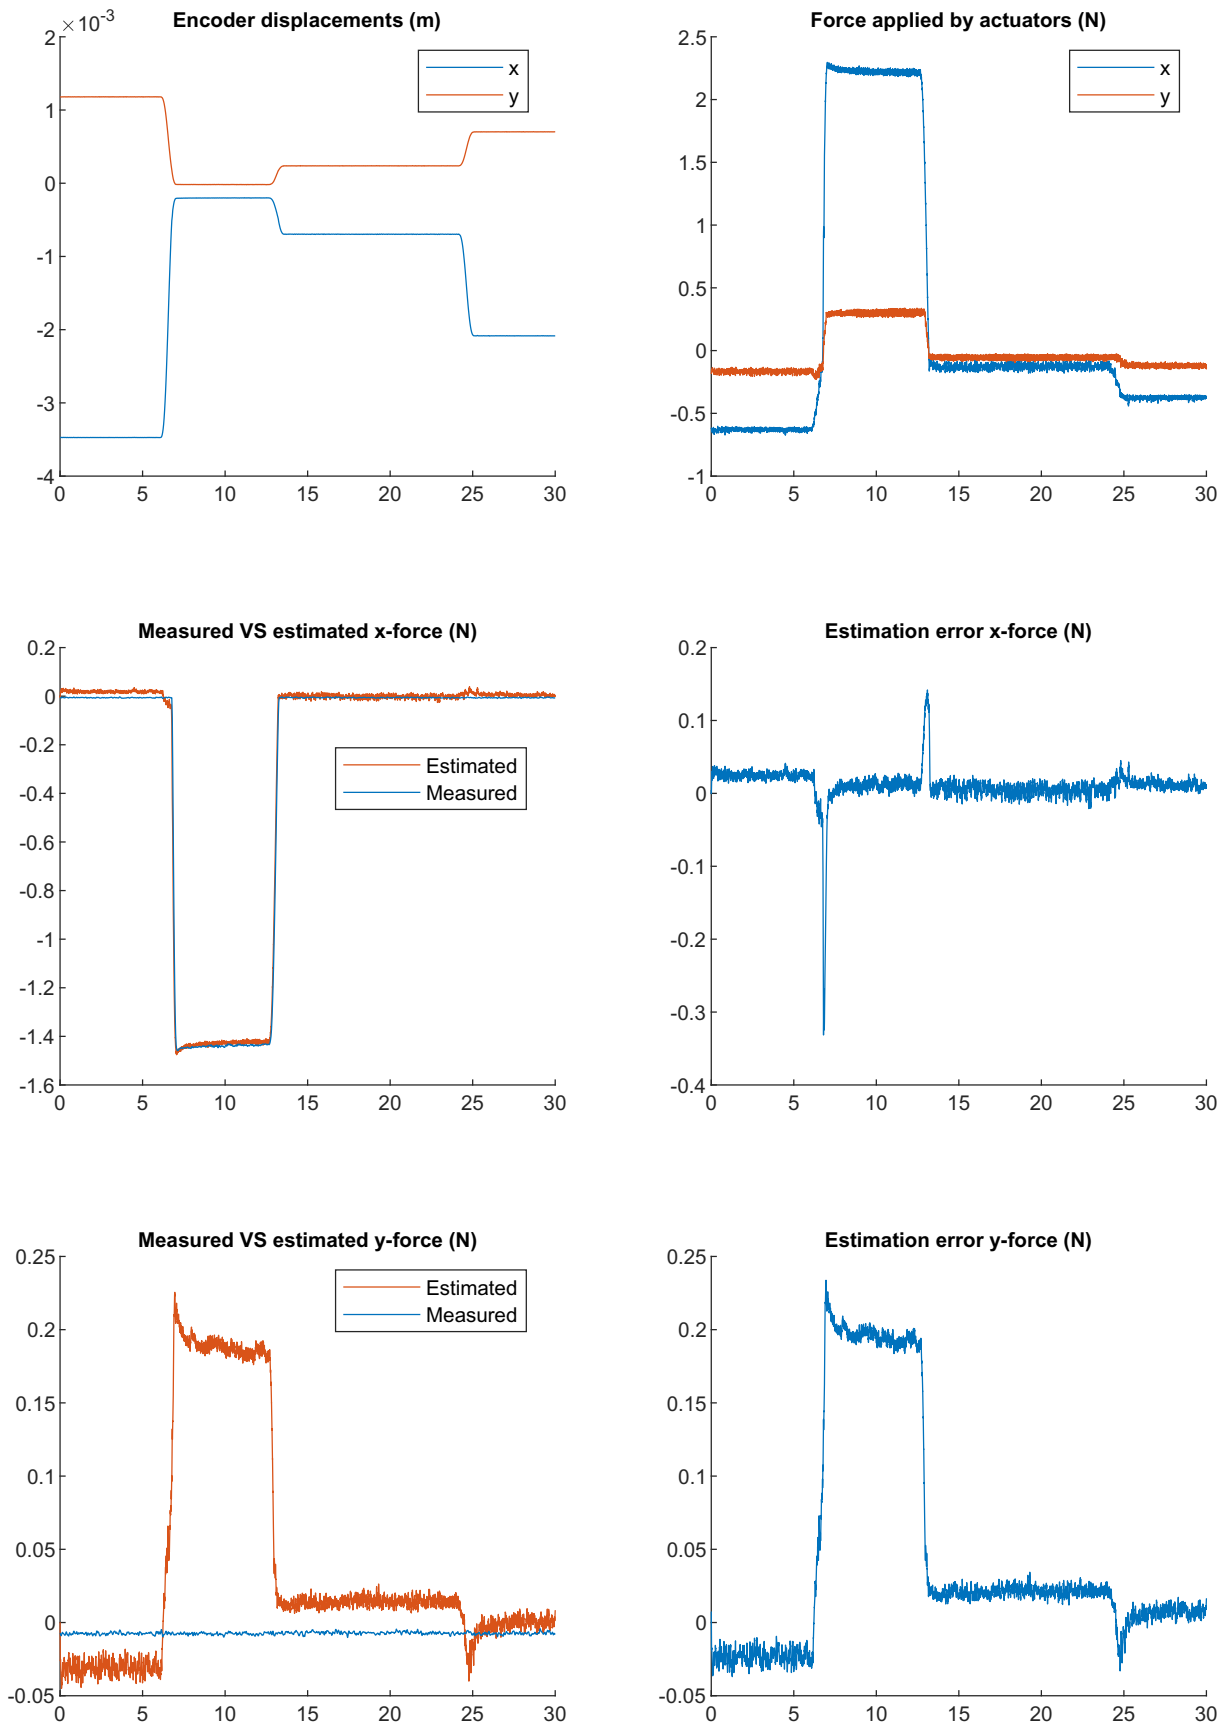 Encoder displacements (m)
×10-3
2
1
0
-1
-2
-3
-4
0 5 10 15 20 25 30
x
y
Force applied by actuators (N)
2.5
2
1.5
1
0.5
0
-0.5
-1
0 5 10 15 20 25 30
x
y
Measured VS estimated x-force (N)
0.2
0
-0.2
-0.4
-0.6
-0.8
-1
-1.2
-1.4
-1.6
0 5 10 15 20 25 30
Estimated
Measured
Estimation error x-force (N)
0.2
0.1
0
-0.1
-0.2
-0.3
-0.4
0 5 10 15 20 25 30
Measured VS estimated y-force (N)
0.25
0.2
0.15
0.1
0.05
0
-0.05
0 5 10 15 20 25 30
Estimated
Measured
Estimation error y-force (N)
0.25
0.2
0.15
0.1
0.05
0
-0.05
0 5 10 15 20 25 30